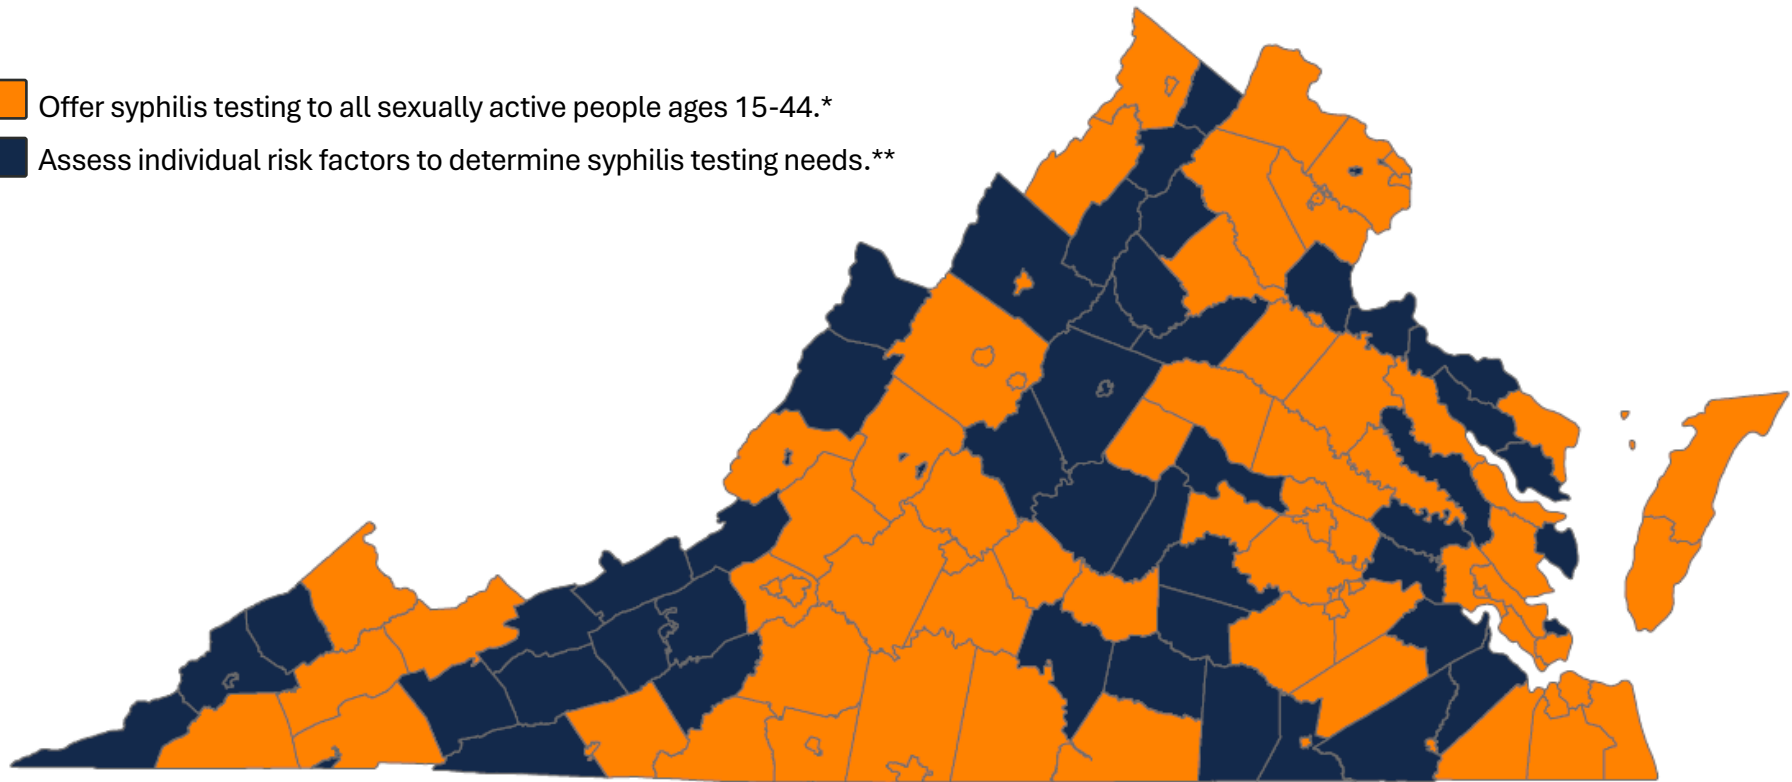 Offer syphilis testing to all sexually active people ages 15-44.*
Assess individual risk factors to determine syphilis testing needs.**